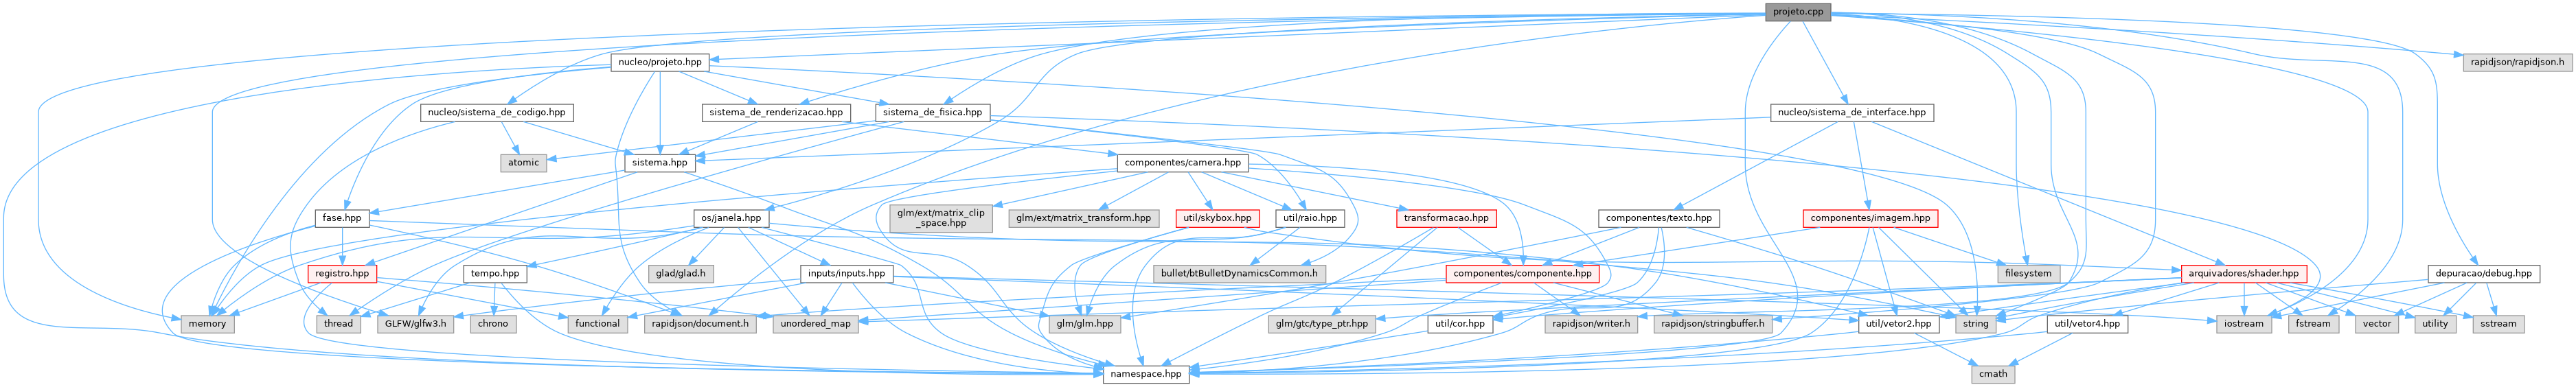 projeto.cpp
nucleo/projeto.hpp
rapidjson/rapidjson.h
nucleo/sistema_de_codigo.hpp
sistema_de_renderizacao.hpp
sistema_de_fisica.hpp
nucleo/sistema_de_interface.hpp
atomic
sistema.hpp
componentes/camera.hpp
fase.hpp
os/janela.hpp
glm/ext/matrix_clip
_space.hpp
glm/ext/matrix_transform.hpp
util/skybox.hpp
util/raio.hpp
transformacao.hpp
componentes/texto.hpp
componentes/imagem.hpp
registro.hpp
tempo.hpp
glad/glad.h
inputs/inputs.hpp
bullet/btBulletDynamicsCommon.h
componentes/componente.hpp
filesystem
arquivadores/shader.hpp
depuracao/debug.hpp
memory
thread
GLFW/glfw3.h
chrono
functional
rapidjson/document.h
unordered_map
glm/glm.hpp
glm/gtc/type_ptr.hpp
util/cor.hpp
rapidjson/writer.h
rapidjson/stringbuffer.h
util/vetor2.hpp
string
util/vetor4.hpp
iostream
fstream
vector
utility
sstream
namespace.hpp
cmath